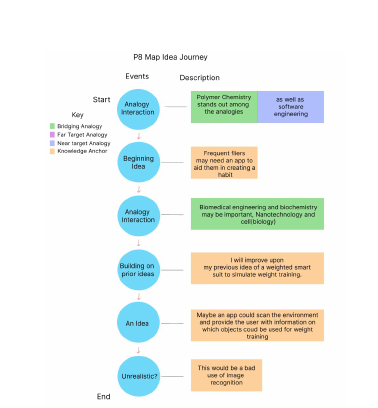 P8 Map Idea Journey
Events
Description
Start
Key
Bridging Analogy
Far Target Analogy
Near target Analogy
Knowledge Anchor
Analogy
Interaction
Polymer Chemistry
stands out among
the analogies
as well as
software
engineering
Beginning
Idea
Frequent fliers
may need an app to
aid them in creating a
habit
Analogy
Interaction
Biomedical engineering and biochemistry
may be important, Nanotechnology and
cell(biology)
Building on
prior ideas
I will improve upon
my previous idea of a weighted smart
suit to simulate weight training.
An Idea
Maybe an app could scan the environment
and provide the user with information on
which objects could be used for weight
training
Unrealistic?
This would be a bad
use of image
recognition
End